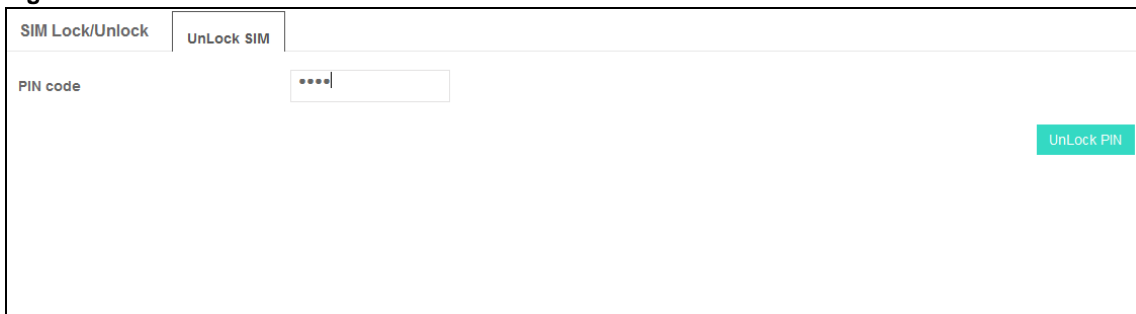 SIM Lock/Unlock
UnLock SIM
PIN code
••••
UnLock PIN